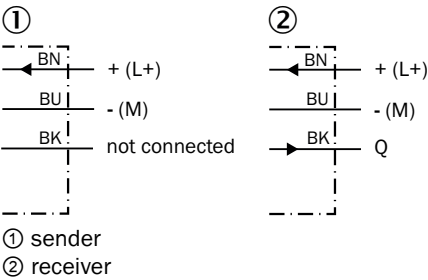 ① ②
BN + (L+) BN + (L+)
BU - (M) BU - (M)
BK not connected BK Q
① sender
② receiver